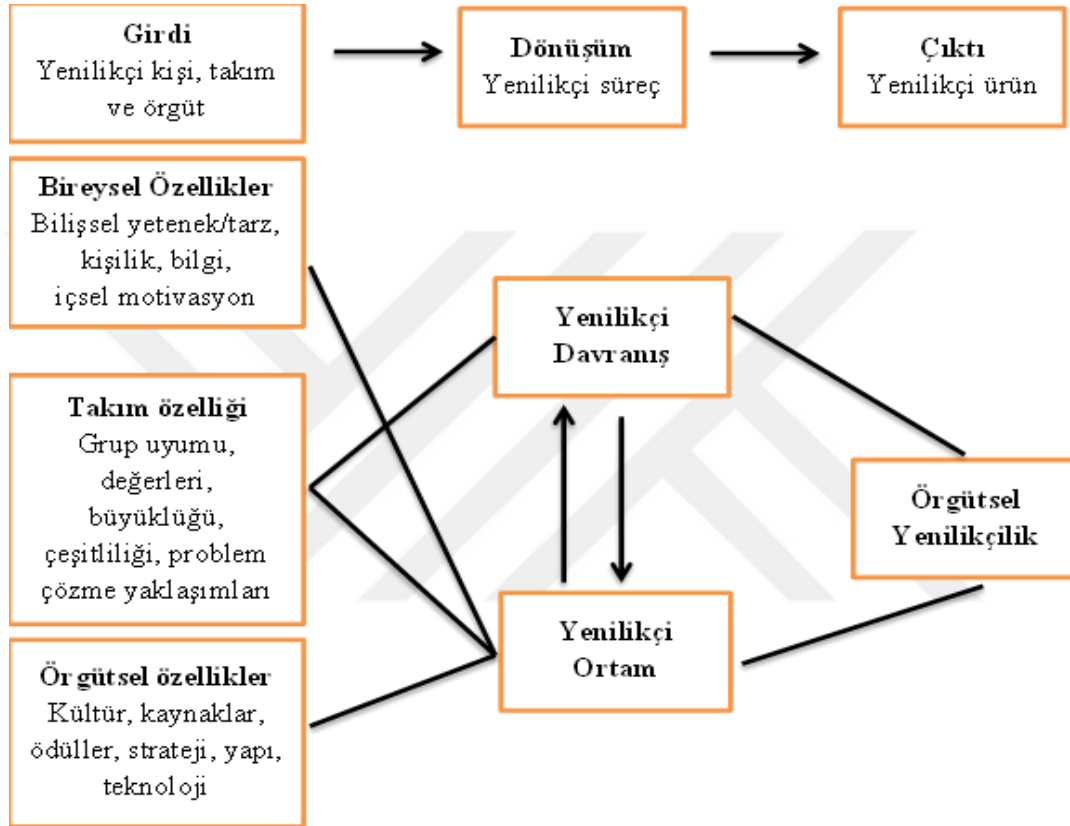 Girdi
Yenilikçi kişi, takım
ve örgüt
Dönüşüm
Yenilikçi süreç
Çıktı
Yenilikçi ürün
Bireysel Özellikler
Bilişsel yetenek/tarz,
kişilik, bilgi,
içsel motivasyon
Takım özelliği
Grup uyumu,
değerleri,
büyüklüğü,
çeşitliliği, problem
çözme yaklaşımları
Örgütsel özellikler
Kültür, kaynaklar,
ödüller, strateji, yapı,
teknoloji
Yenilikçi
Davranış
Yenilikçi
Ortam
Örgütsel
Yenilikçilik